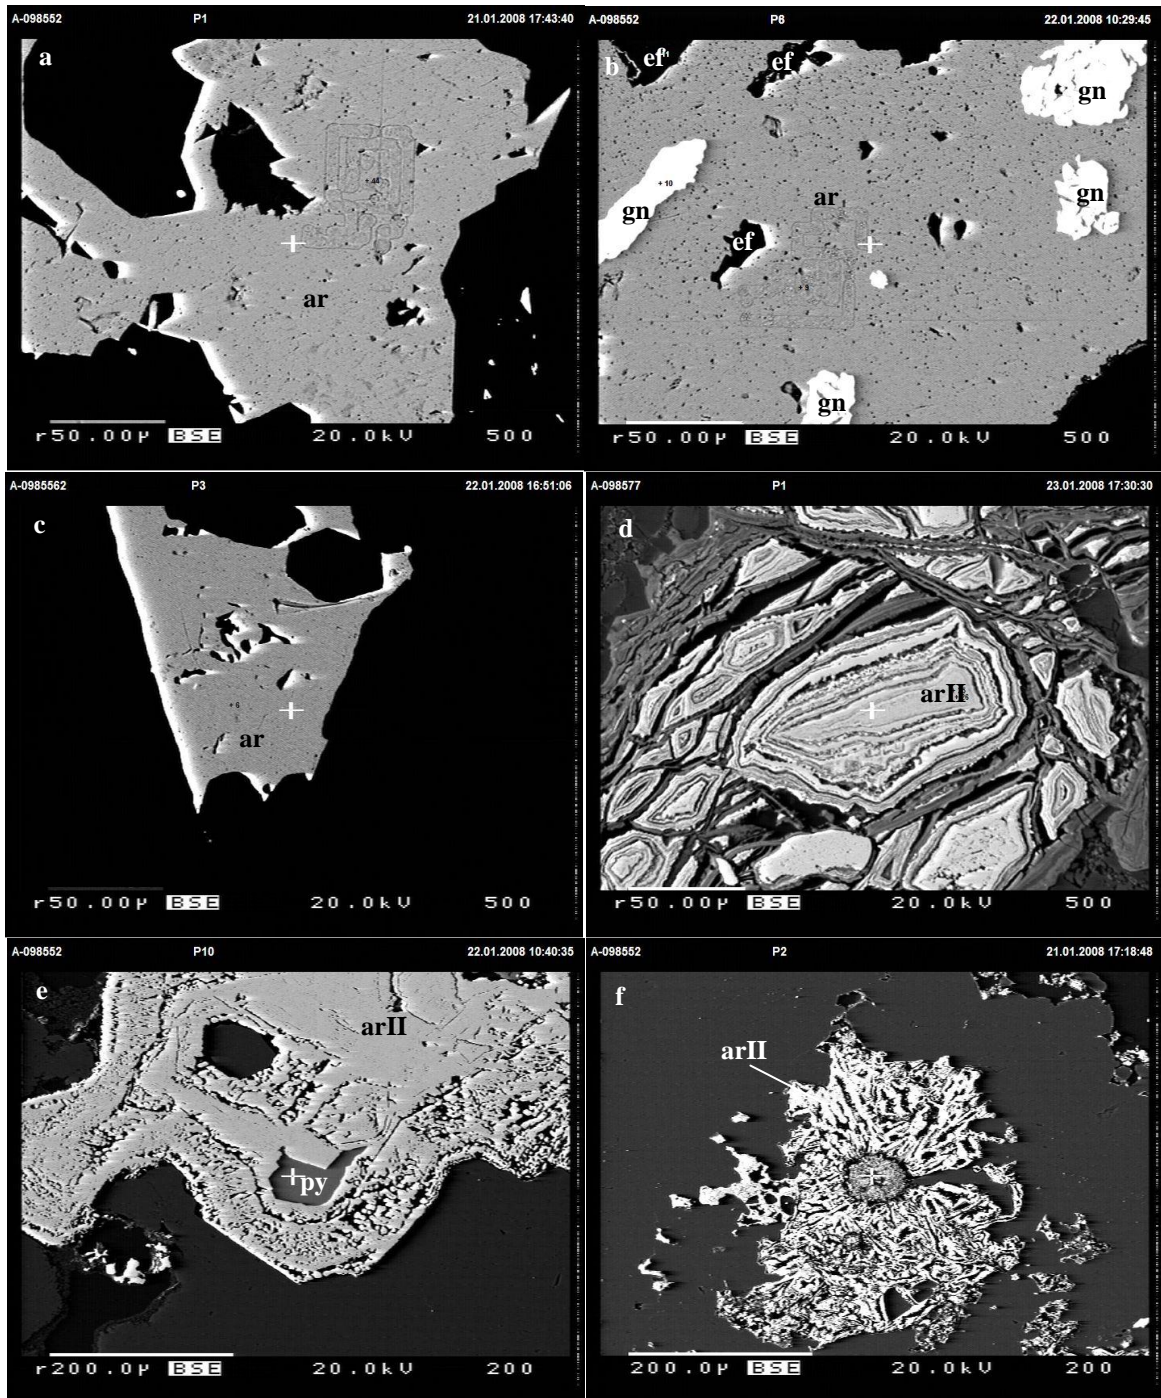 A-098552 P1 21.01.2008 17:43:40
a
+ 44
ar
r50.00µ BSE 20.0kV 500
A-098552 P6 22.01.2008 10:29:45
b
ef
ef
gn
+ 10
gn
ar
gn
ef
+ 9
gn
r50.00µ BSE 20.0kV 500
A-0985562 P3 22.01.2008 16:51:06
c
+ 6
ar
r50.00µ BSE 20.0kV 500
A-098577 P1 23.01.2008 17:30:30
d
arII
r50.00µ BSE 20.0kV 500
A-098552 P10 22.01.2008 10:40:35
e
arII
py
r200.0µ BSE 20.0kV 200
A-098552 P2 21.01.2008 17:18:48
f
arII
200.0µ BSE 20.0kV 200